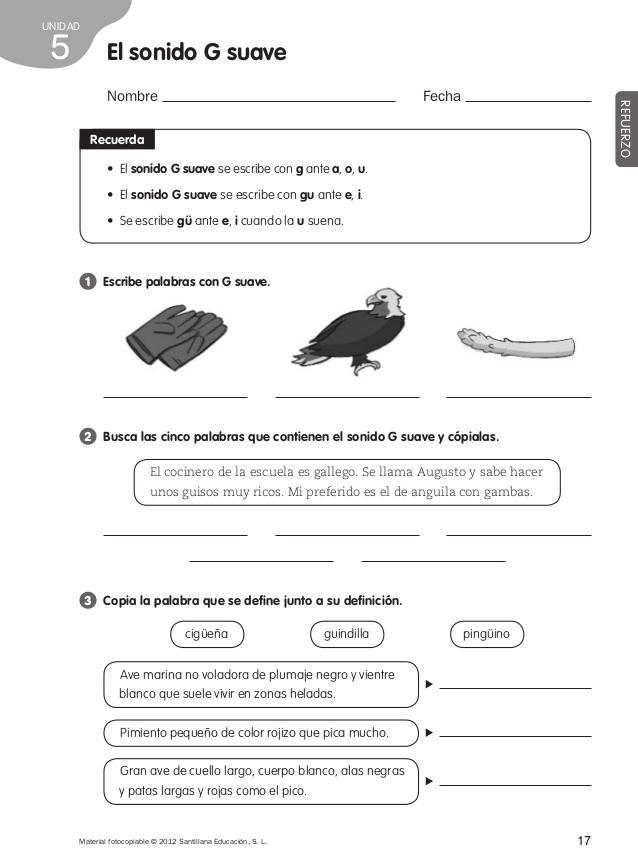 UNIDAD
5
El sonido G suave
Nombre
Fecha
REFUERZO
Recuerda
• El sonido G suave se escribe con g ante a, o, u.
• El sonido G suave se escribe con gu ante e, i.
• Se escribe gü ante e, i cuando la u suena.
1 Escribe palabras con G suave.
2 Busca las cinco palabras que contienen el sonido G suave y cópialas.
El cocinero de la escuela es gallego. Se llama Augusto y sabe hacer
unos guisos muy ricos. Mi preferido es el de anguila con gambas.
3 Copia la palabra que se define junto a su definición.
cigüeña
guindilla
pingüino
Ave marina no voladora de plumaje negro y vientre
blanco que suele vivir en zonas heladas.
Pimiento pequeño de color rojizo que pica mucho.
Gran ave de cuello largo, cuerpo blanco, alas negras
y patas largas y rojas como el pico.
Material fotocopiable © 2012 Santillana Educación, S. L.
17